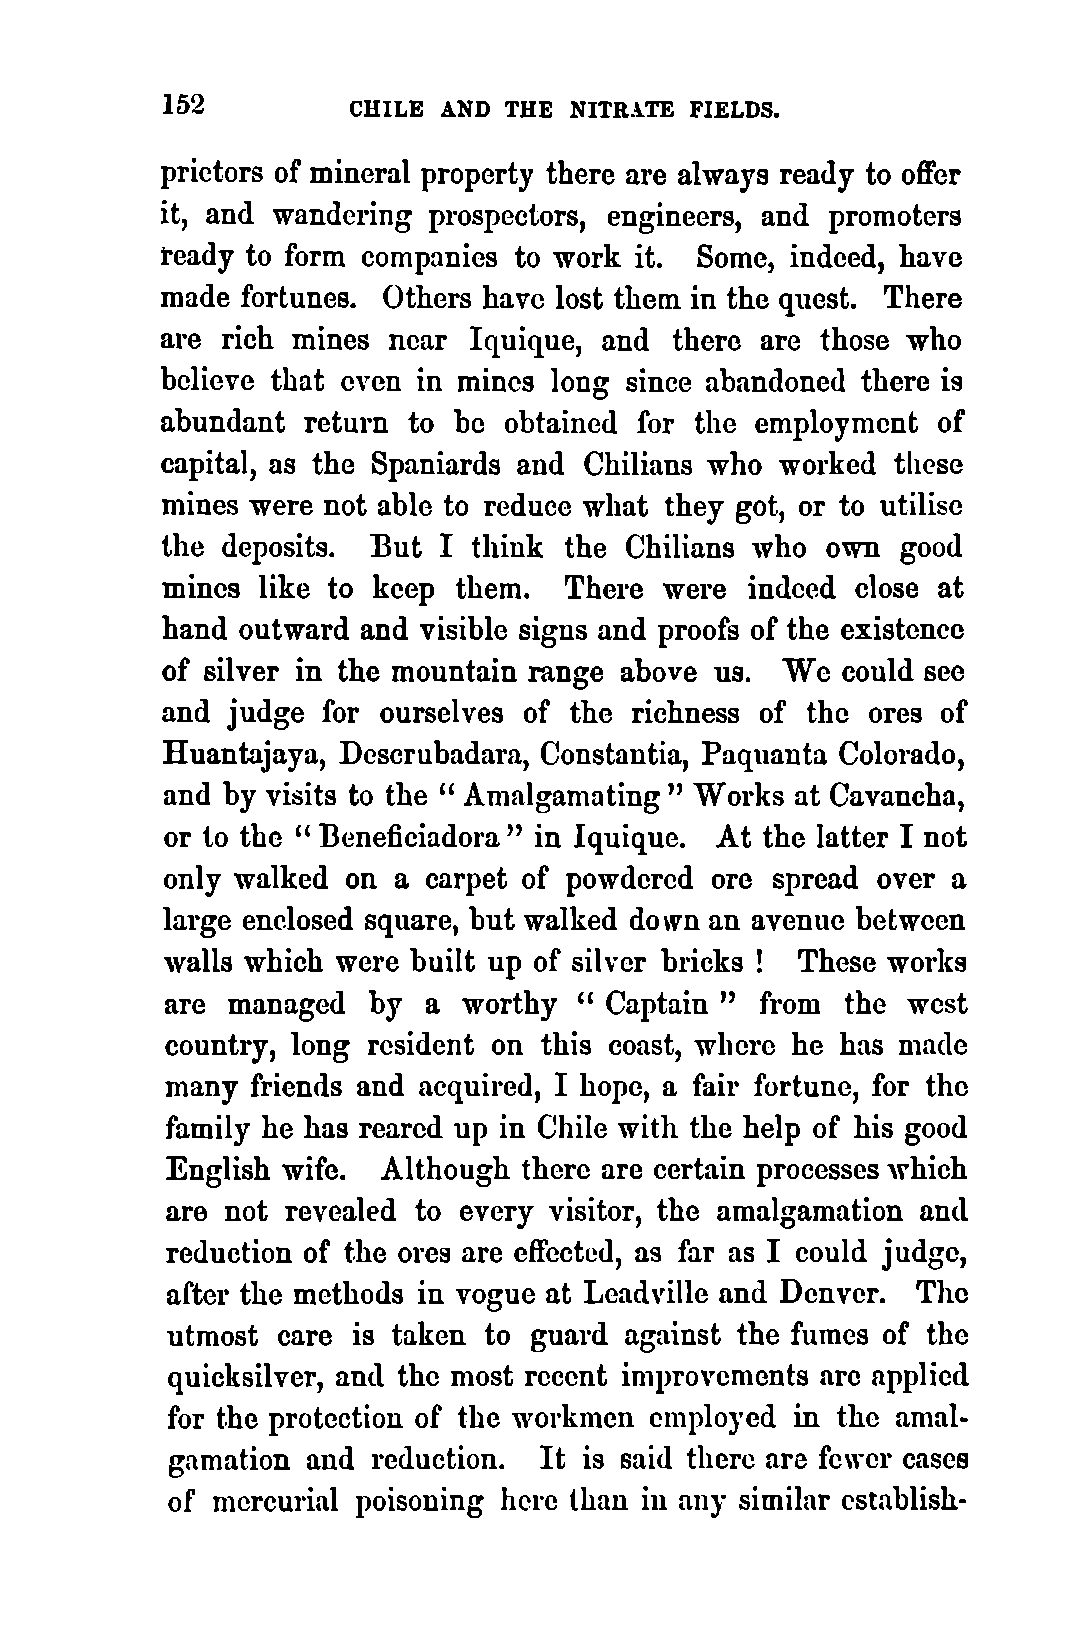 152 CHILE AND THE NITRATE FIELDS.
prietors of mineral property there are always ready to offer
it, and wandering prospectors, engineers, and promoters
ready to form companies to work it. Some, indeed, have
made fortunes. Others have lost them in the quest. There
are rich mines near Iquique, and there are those who
believe that even in mines long since abandoned there is
abundant return to be obtained for the employment of
capital, as the Spaniards and Chilians who worked these
mines were not able to reduce what they got, or to utilise
the deposits. But I think the Chilians who own good
mines like to keep them. There were indeed close at
hand outward and visible signs and proofs of the existence
of silver in the mountain range above us. We could see
and judge for ourselves of the richness of the ores of
Huantajaya, Descrubadara, Constantia, Paquanta Colorado,
and by visits to the “ Amalgamating ” Works at Cavancha,
or to the “ Beneficiadora ” in Iquique. At the latter I not
only walked on a carpet of powdered ore spread over a
large enclosed square, but walked down an avenue between
walls which were built up of silver bricks ! These works
are managed by a worthy “ Captain ” from the west
country, long resident on this coast, where he has made
many friends and acquired, I hope, a fair fortune, for the
family he has reared up in Chile with the help of his good
English wife. Although there are certain processes which
are not revealed to every visitor, the amalgamation and
reduction of the ores are effected, as far as I could judge,
after the methods in vogue at Leadville and Denver. The
utmost care is taken to guard against the fumes of the
quicksilver, and the most recent improvements are applied
for the protection of the workmen employed in the amal-
gamation and reduction. It is said there are fewer cases
of mercurial poisoning here than in any similar establish-